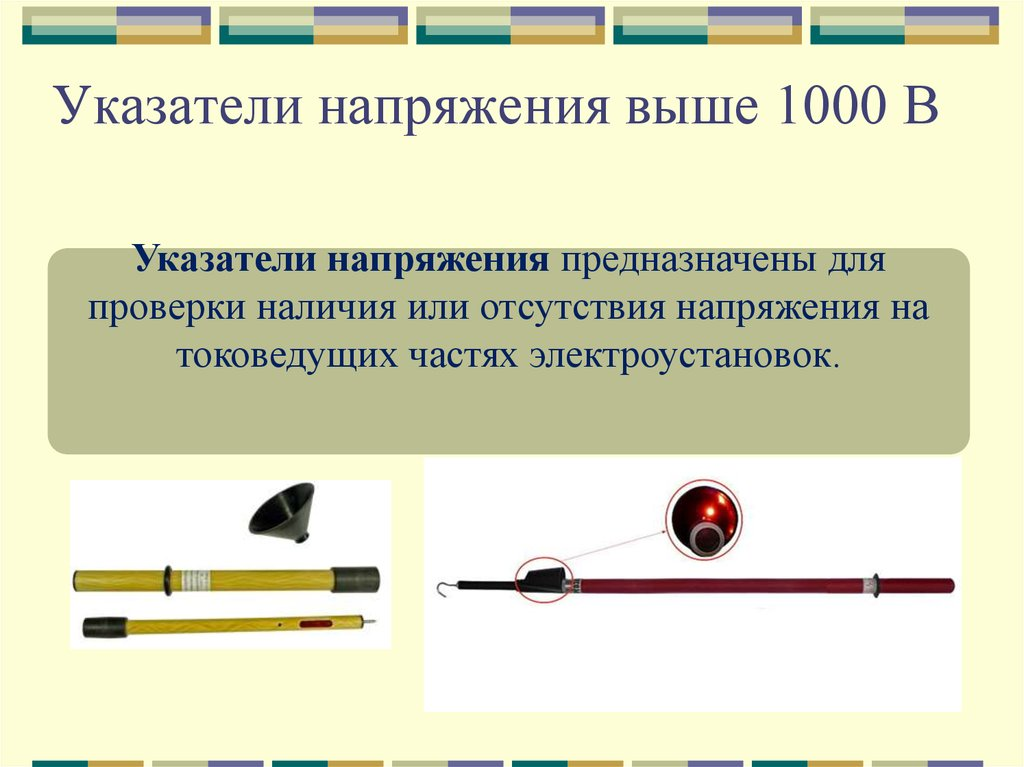 Указатели напряжения выше 1000 В
Указатели напряжения предназначены для
проверки наличия или отсутствия напряжения на
токоведущих частях электроустановок.